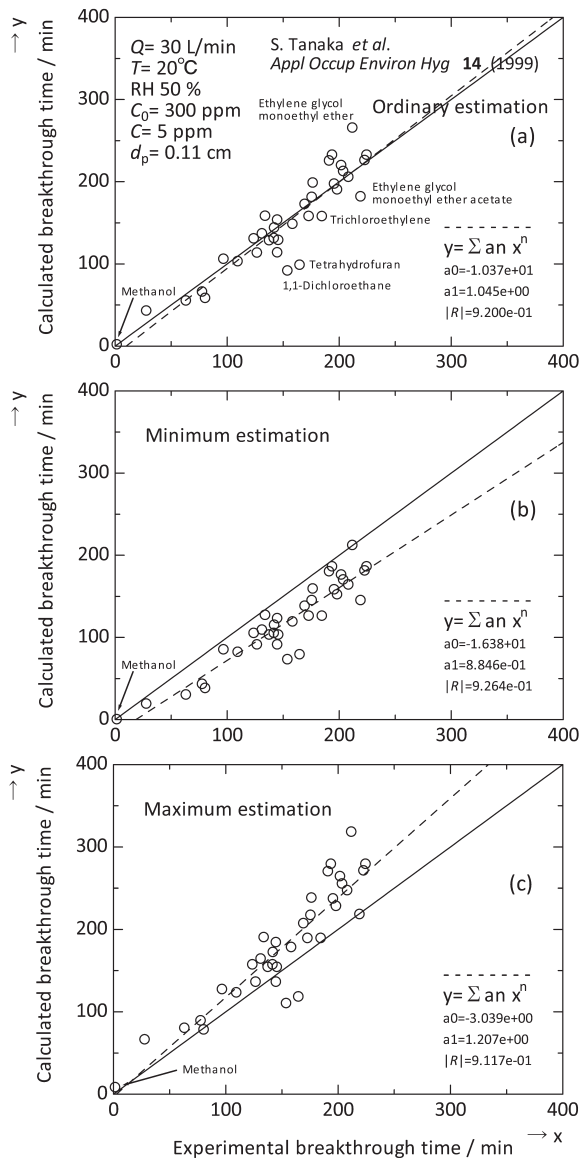 → y
Calculated breakthrough time / min
400
300
200
100
0
Q= 30 L/min
T= 20℃
RH 50 %
C0= 300 ppm
C= 5 ppm
dp= 0.11 cm
S. Tanaka et al.
Appl Occup Environ Hyg 14 (1999)
Ethylene glycol
monoethyl ether
Ordinary estimation
(a)
Ethylene glycol
monoethyl ether acetate
Trichloroethylene
Tetrahydrofuran
1,1-Dichloroethane
Methanol
y= Σ an xⁿ
a0=-1.037e+01
a1=1.045e+00
|R|=9.200e-01
0 100 200 300 400
→ y
Calculated breakthrough time / min
400
300
200
100
0
Minimum estimation
(b)
Methanol
y= Σ an xⁿ
a0=-1.638+01
a1=8.846e-01
|R|=9.264e-01
0 100 200 300 400
→ y
Calculated breakthrough time / min
400
300
200
100
0
Maximum estimation
(c)
Methanol
y= Σ an xⁿ
a0=-3.039e+00
a1=1.207e+00
|R|=9.117e-01
0 100 200 300 400
→ x
Experimental breakthrough time / min